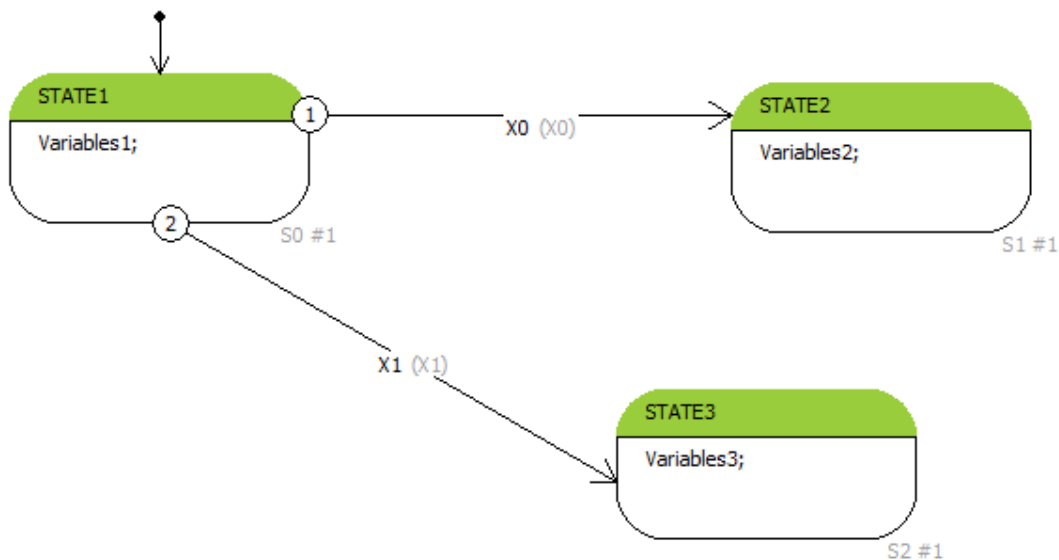 STATE1
Variables1;
1
2
S0 #1
X0 (X0)
STATE2
Variables2;
S1 #1
X1 (X1)
STATE3
Variables3;
S2 #1